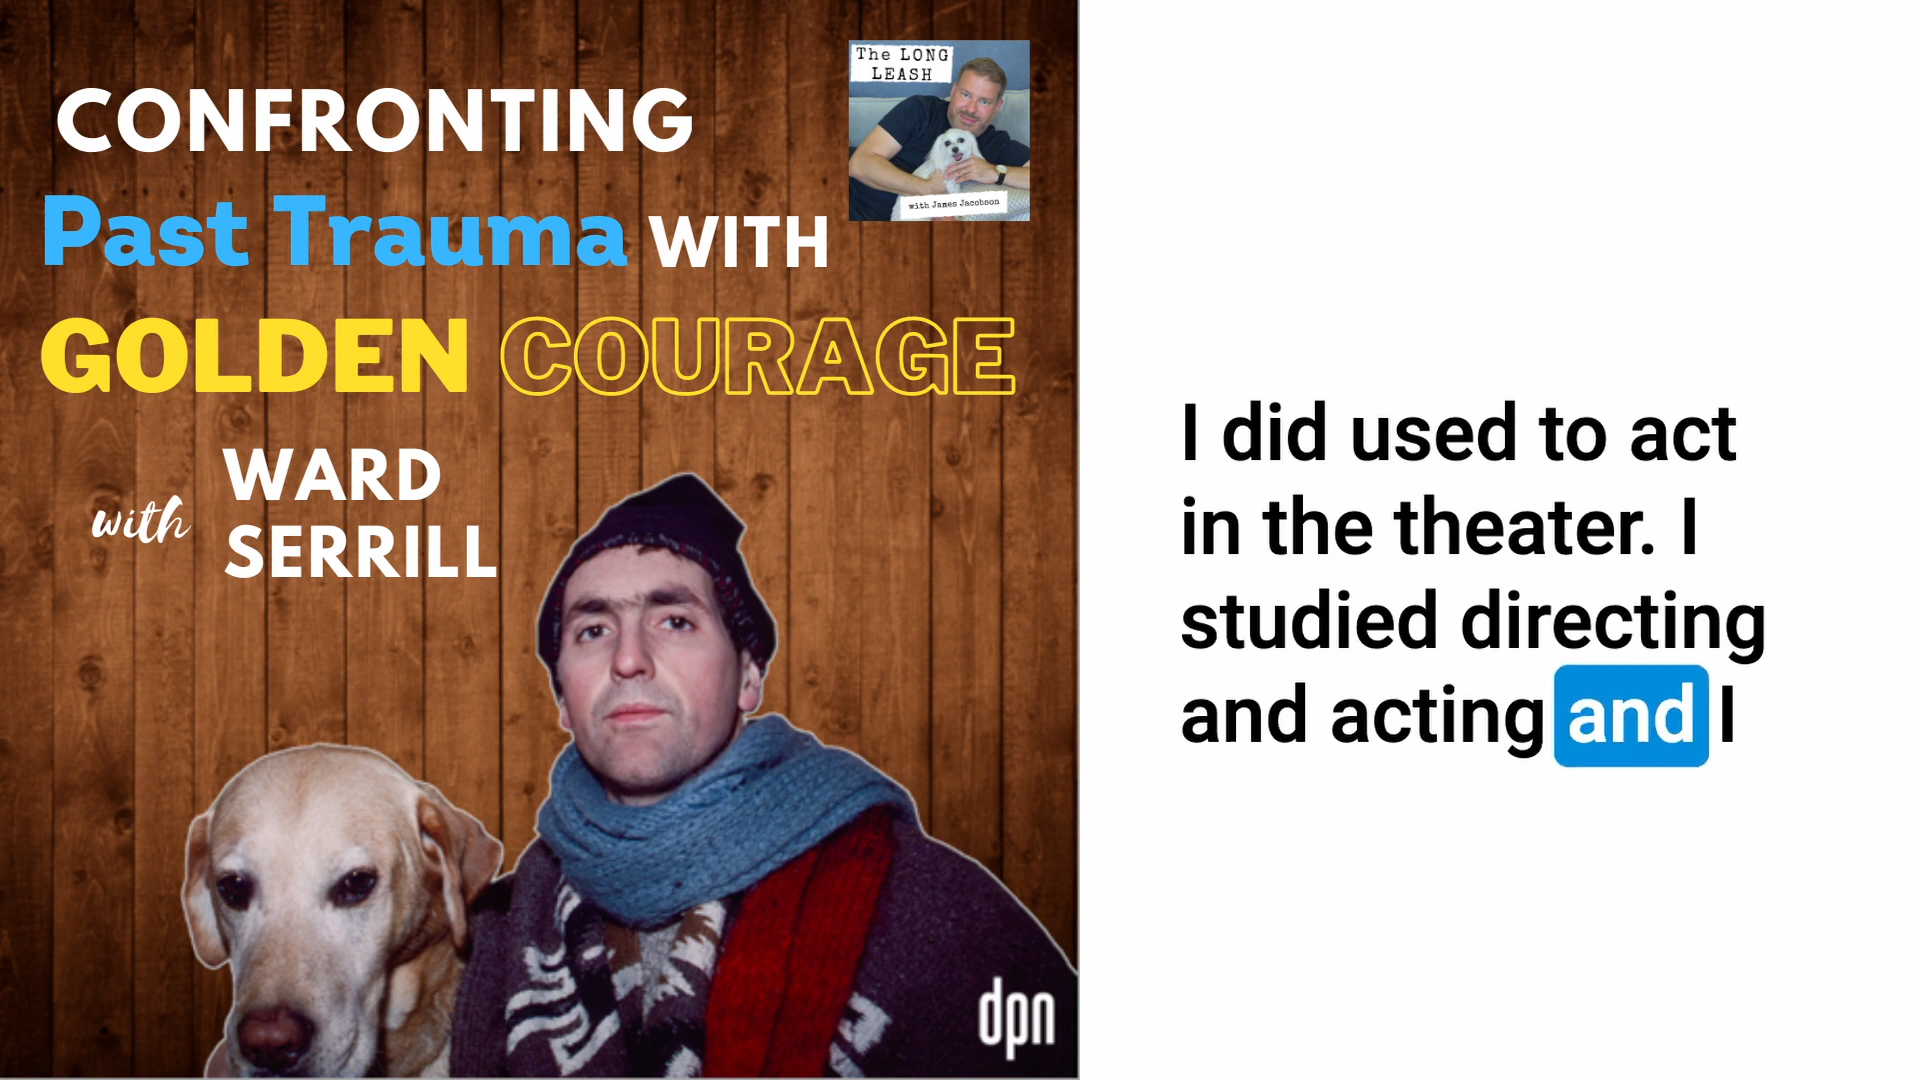 The LONG
LEASH
with James Jacobson
CONFRONTING
Past Trauma WITH
GOLDEN COURAGE
with WARD
SERRILL
dpn
I did used to act
in the theater. I
studied directing
and acting and I